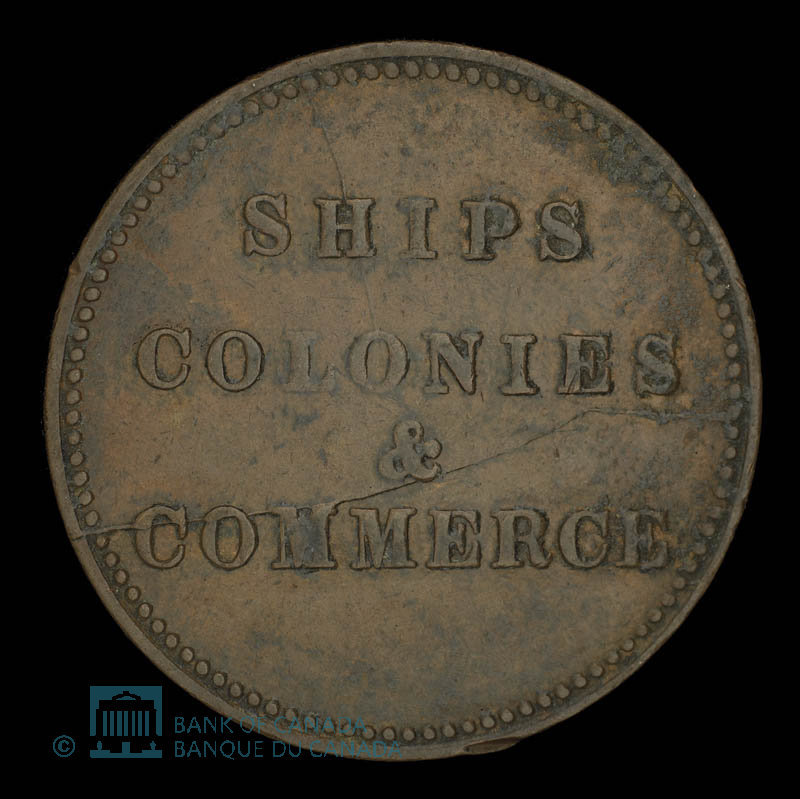 SHIPS
COLONIES
&
COMMERCE
© BANK OF CANADA
BANQUE DU CANADA